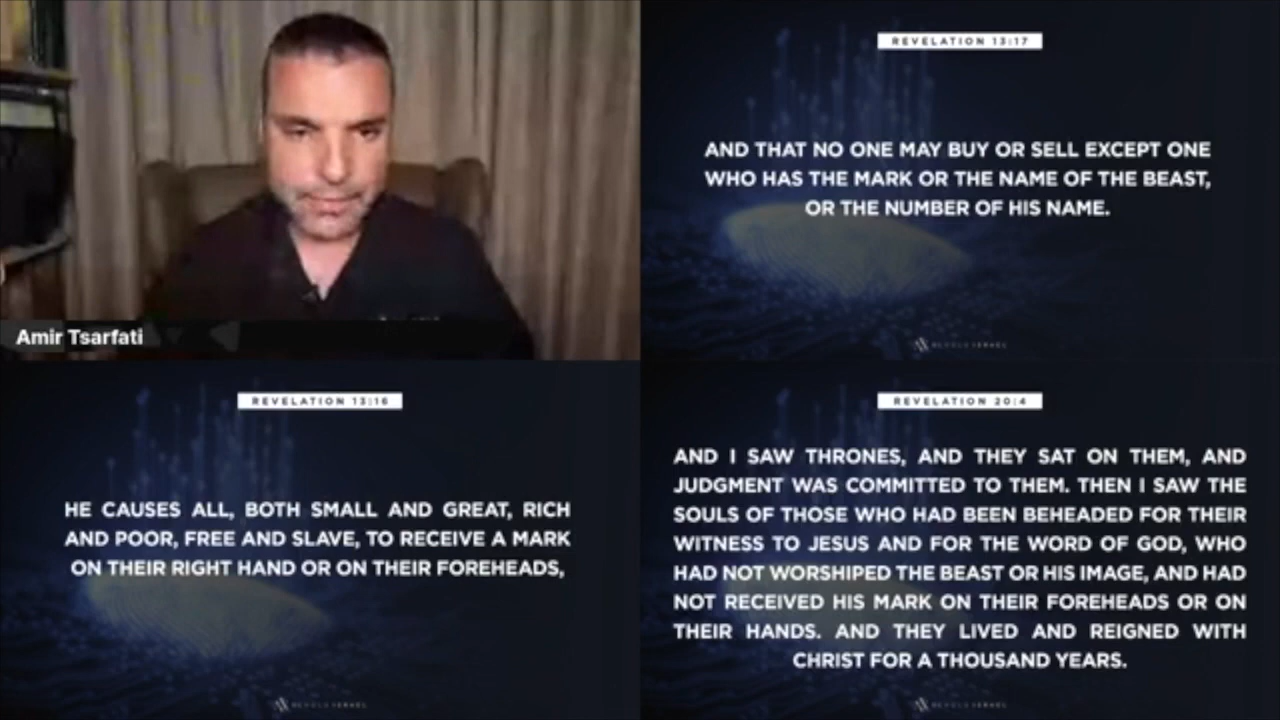 Amir Tsarfati
REVELATION 13:17
AND THAT NO ONE MAY BUY OR SELL EXCEPT ONE
WHO HAS THE MARK OR THE NAME OF THE BEAST,
OR THE NUMBER OF HIS NAME.
BEHOLD ISRAEL
REVELATION 13:16
HE CAUSES ALL, BOTH SMALL AND GREAT, RICH
AND POOR, FREE AND SLAVE, TO RECEIVE A MARK
ON THEIR RIGHT HAND OR ON THEIR FOREHEADS,
BEHOLD ISRAEL
REVELATION 20:4
AND I SAW THRONES, AND THEY SAT ON THEM, AND
JUDGMENT WAS COMMITTED TO THEM. THEN I SAW THE
SOULS OF THOSE WHO HAD BEEN BEHEADED FOR THEIR
WITNESS TO JESUS AND FOR THE WORD OF GOD, WHO
HAD NOT WORSHIPED THE BEAST OR HIS IMAGE, AND HAD
NOT RECEIVED HIS MARK ON THEIR FOREHEADS OR ON
THEIR HANDS. AND THEY LIVED AND REIGNED WITH
CHRIST FOR A THOUSAND YEARS.
BEHOLD ISRAEL